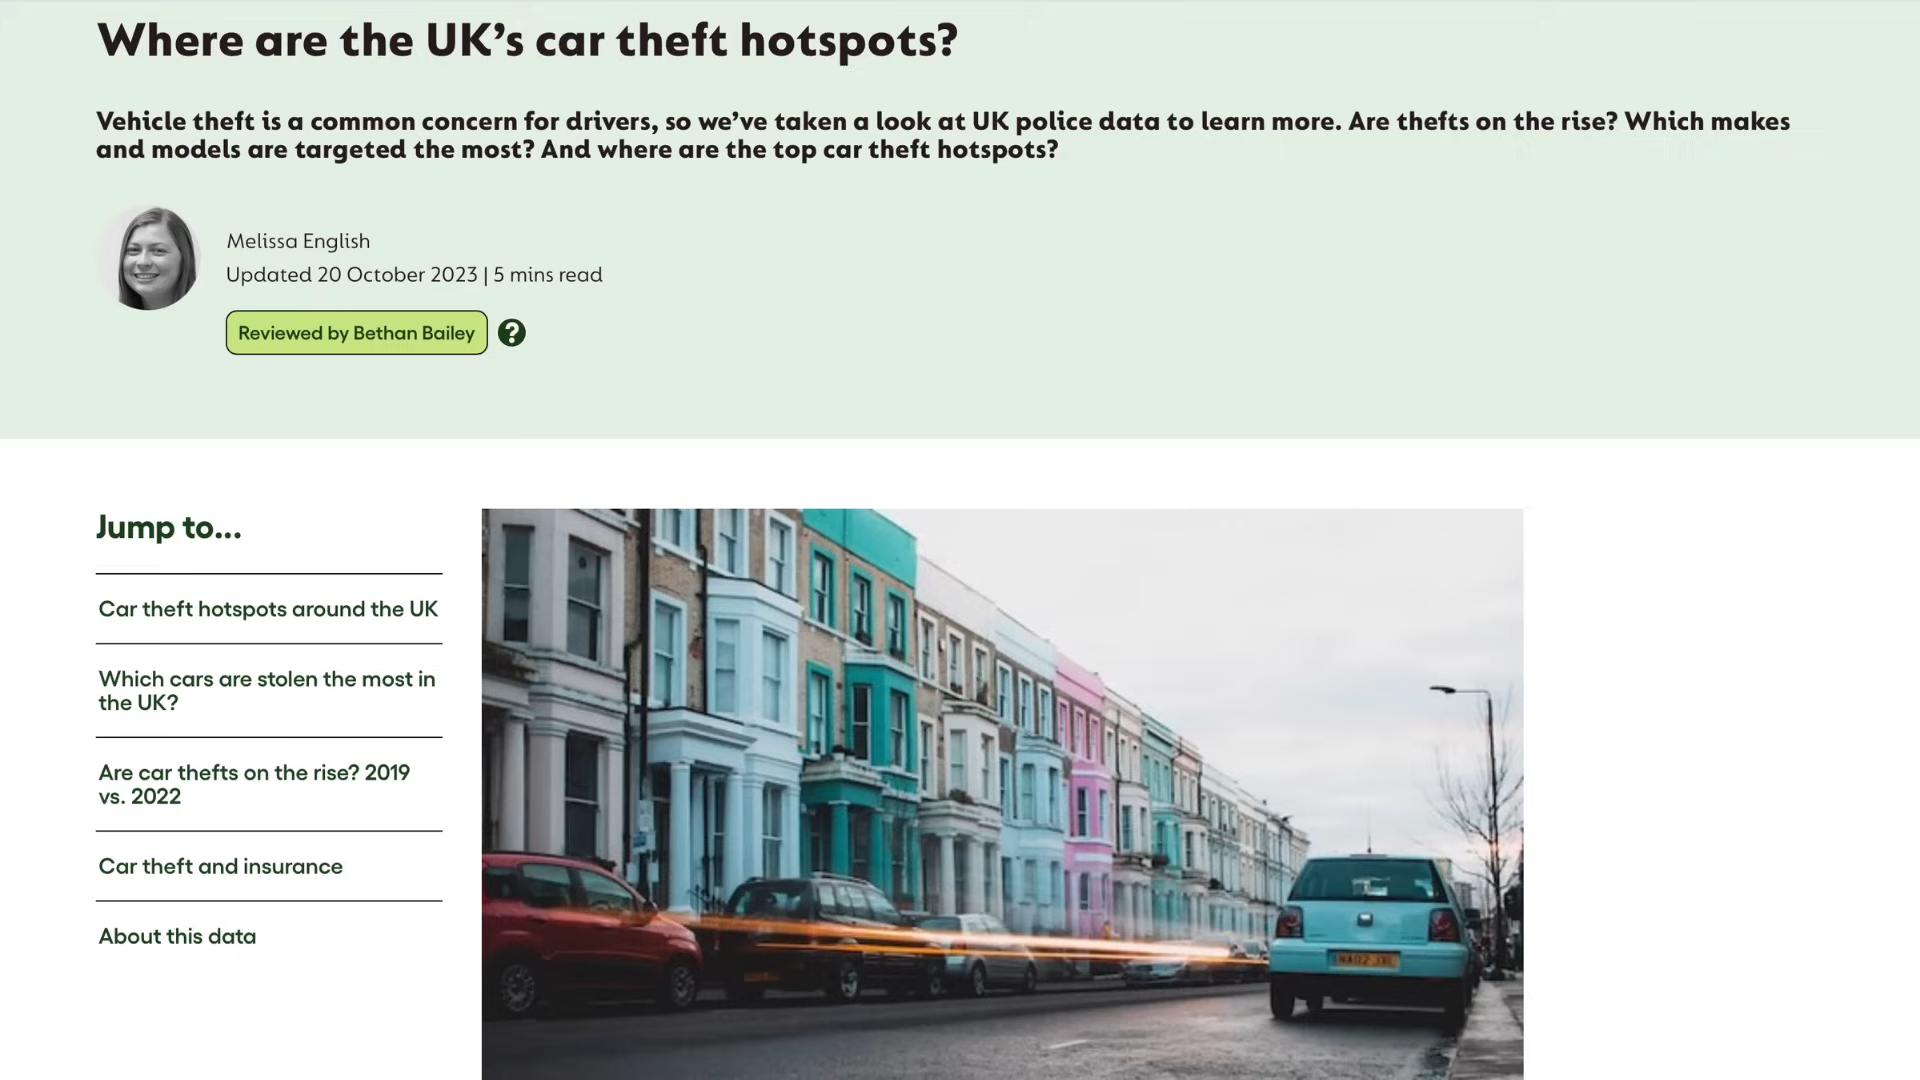 Where are the UK’s car theft hotspots?
Vehicle theft is a common concern for drivers, so we’ve taken a look at UK police data to learn more. Are thefts on the rise? Which makes
and models are targeted the most? And where are the top car theft hotspots?
Melissa English
Updated 20 October 2023 | 5 mins read
Reviewed by Bethan Bailey
?
Jump to...
Car theft hotspots around the UK
Which cars are stolen the most in
the UK?
Are car thefts on the rise? 2019
vs. 2022
Car theft and insurance
About this data